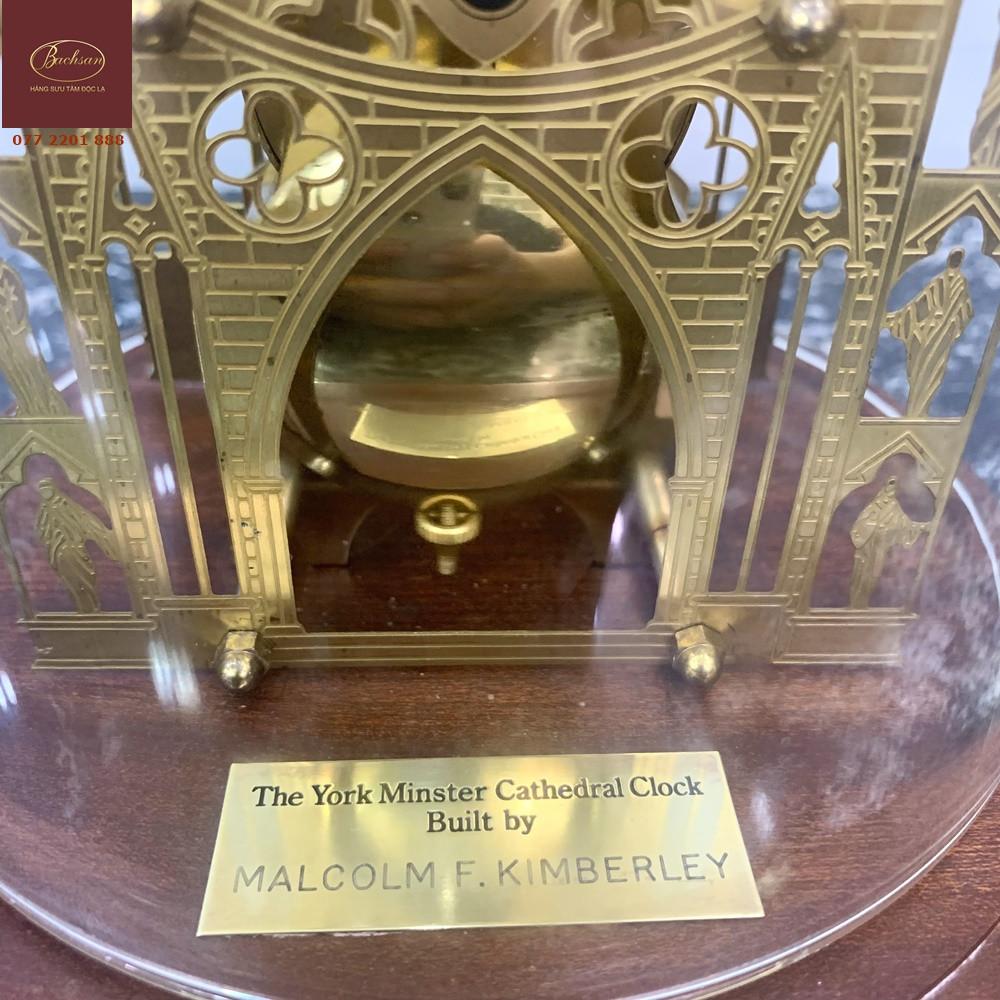 Bachsan
HÀNG SƯU TẦM ĐỘC LẠ
077 2201 888
The York Minster Cathedral Clock
Built by
MALCOLM F. KIMBERLEY